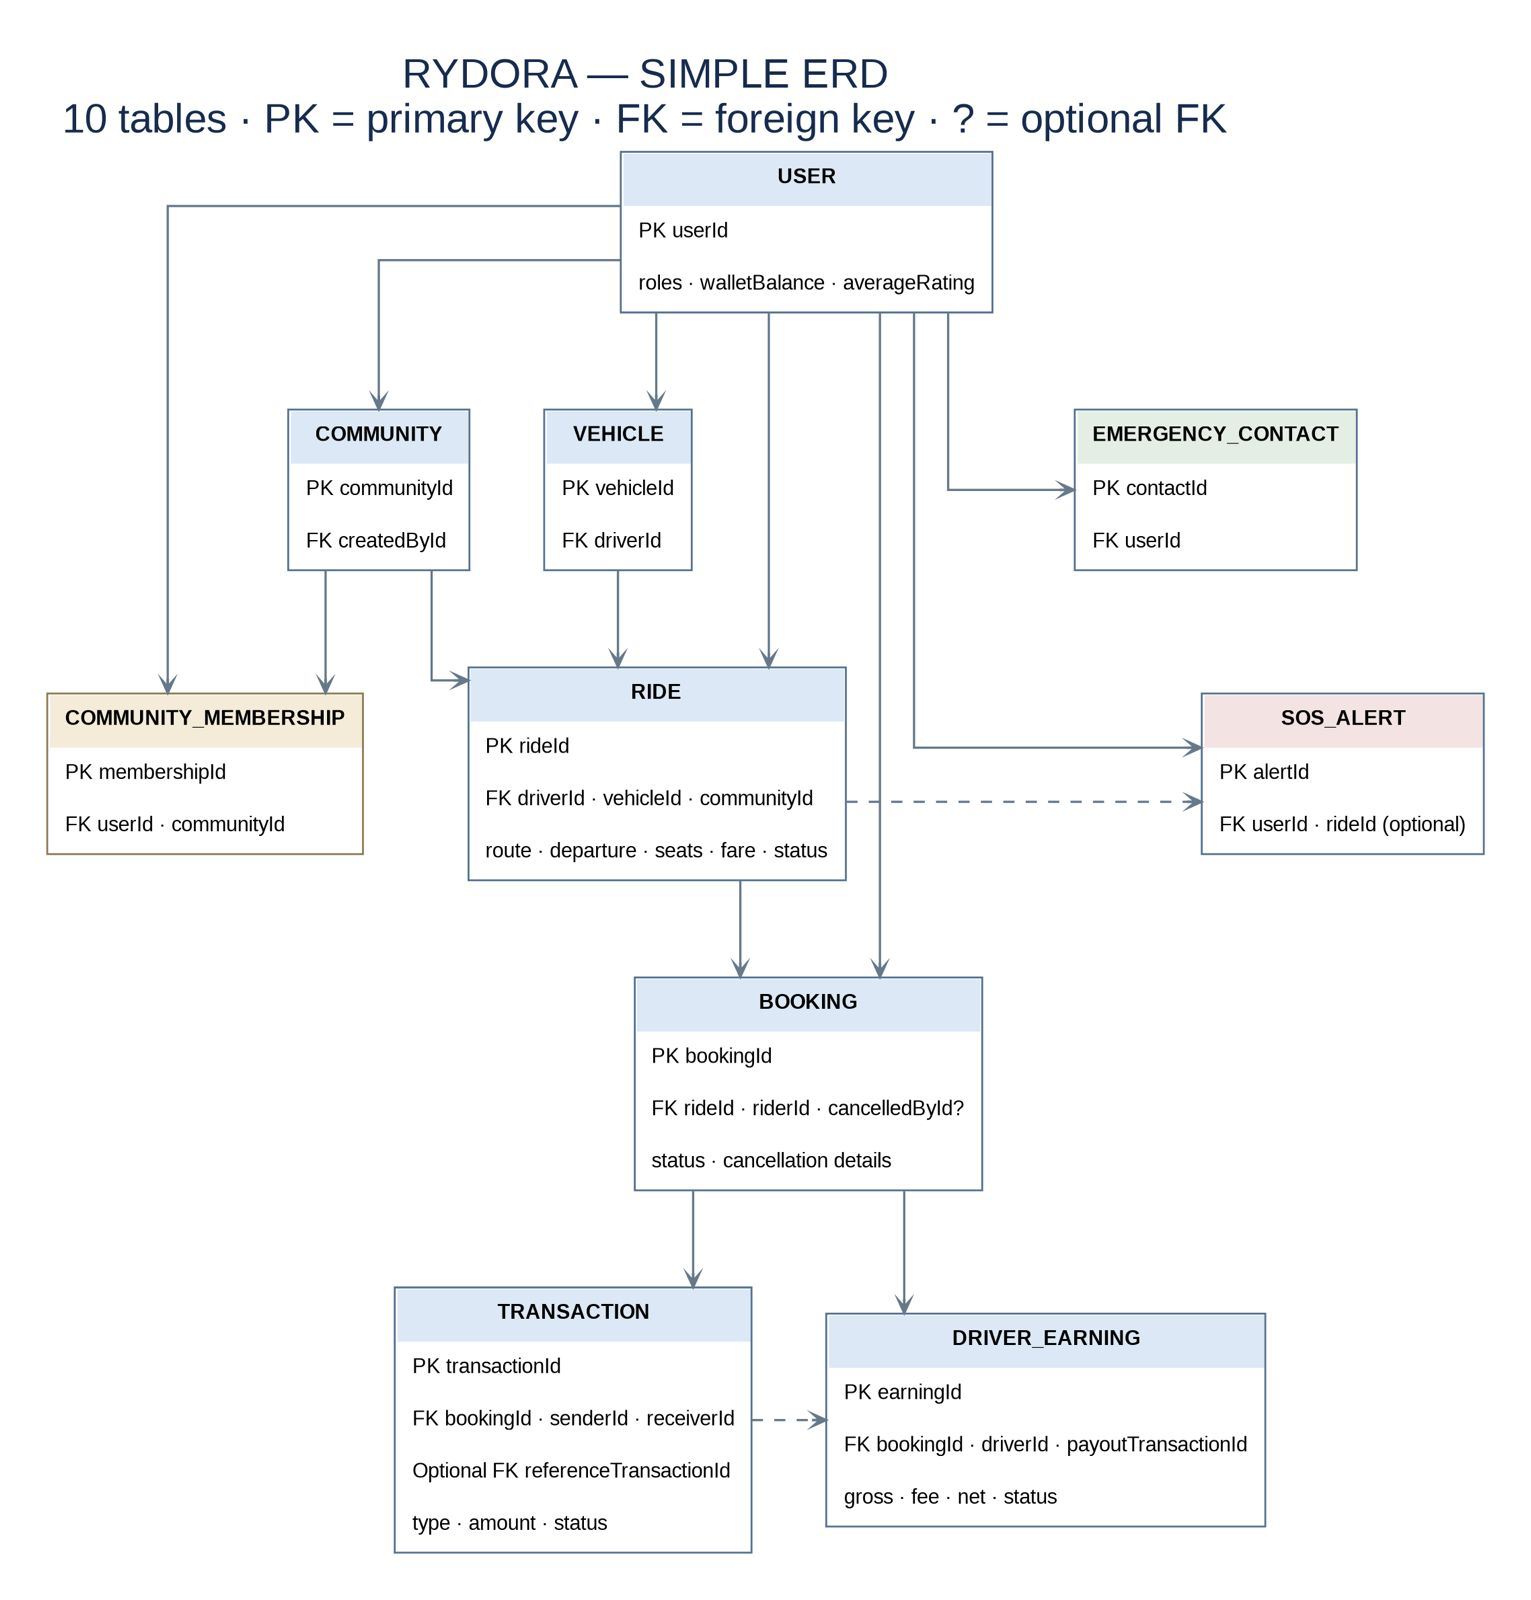 RYDORA — SIMPLE ERD
10 tables · PK = primary key · FK = foreign key · ? = optional FK
USER
PK userId
roles · walletBalance · averageRating
COMMUNITY
PK communityId
FK createdById
VEHICLE
PK vehicleId
FK driverId
EMERGENCY_CONTACT
PK contactId
FK userId
COMMUNITY_MEMBERSHIP
PK membershipId
FK userId · communityId
RIDE
PK rideId
FK driverId · vehicleId · communityId
route · departure · seats · fare · status
SOS_ALERT
PK alertId
FK userId · rideId (optional)
BOOKING
PK bookingId
FK rideId · riderId · cancelledById?
status · cancellation details
TRANSACTION
PK transactionId
FK bookingId · senderId · receiverId
Optional FK referenceTransactionId
type · amount · status
DRIVER_EARNING
PK earningId
FK bookingId · driverId · payoutTransactionId
gross · fee · net · status